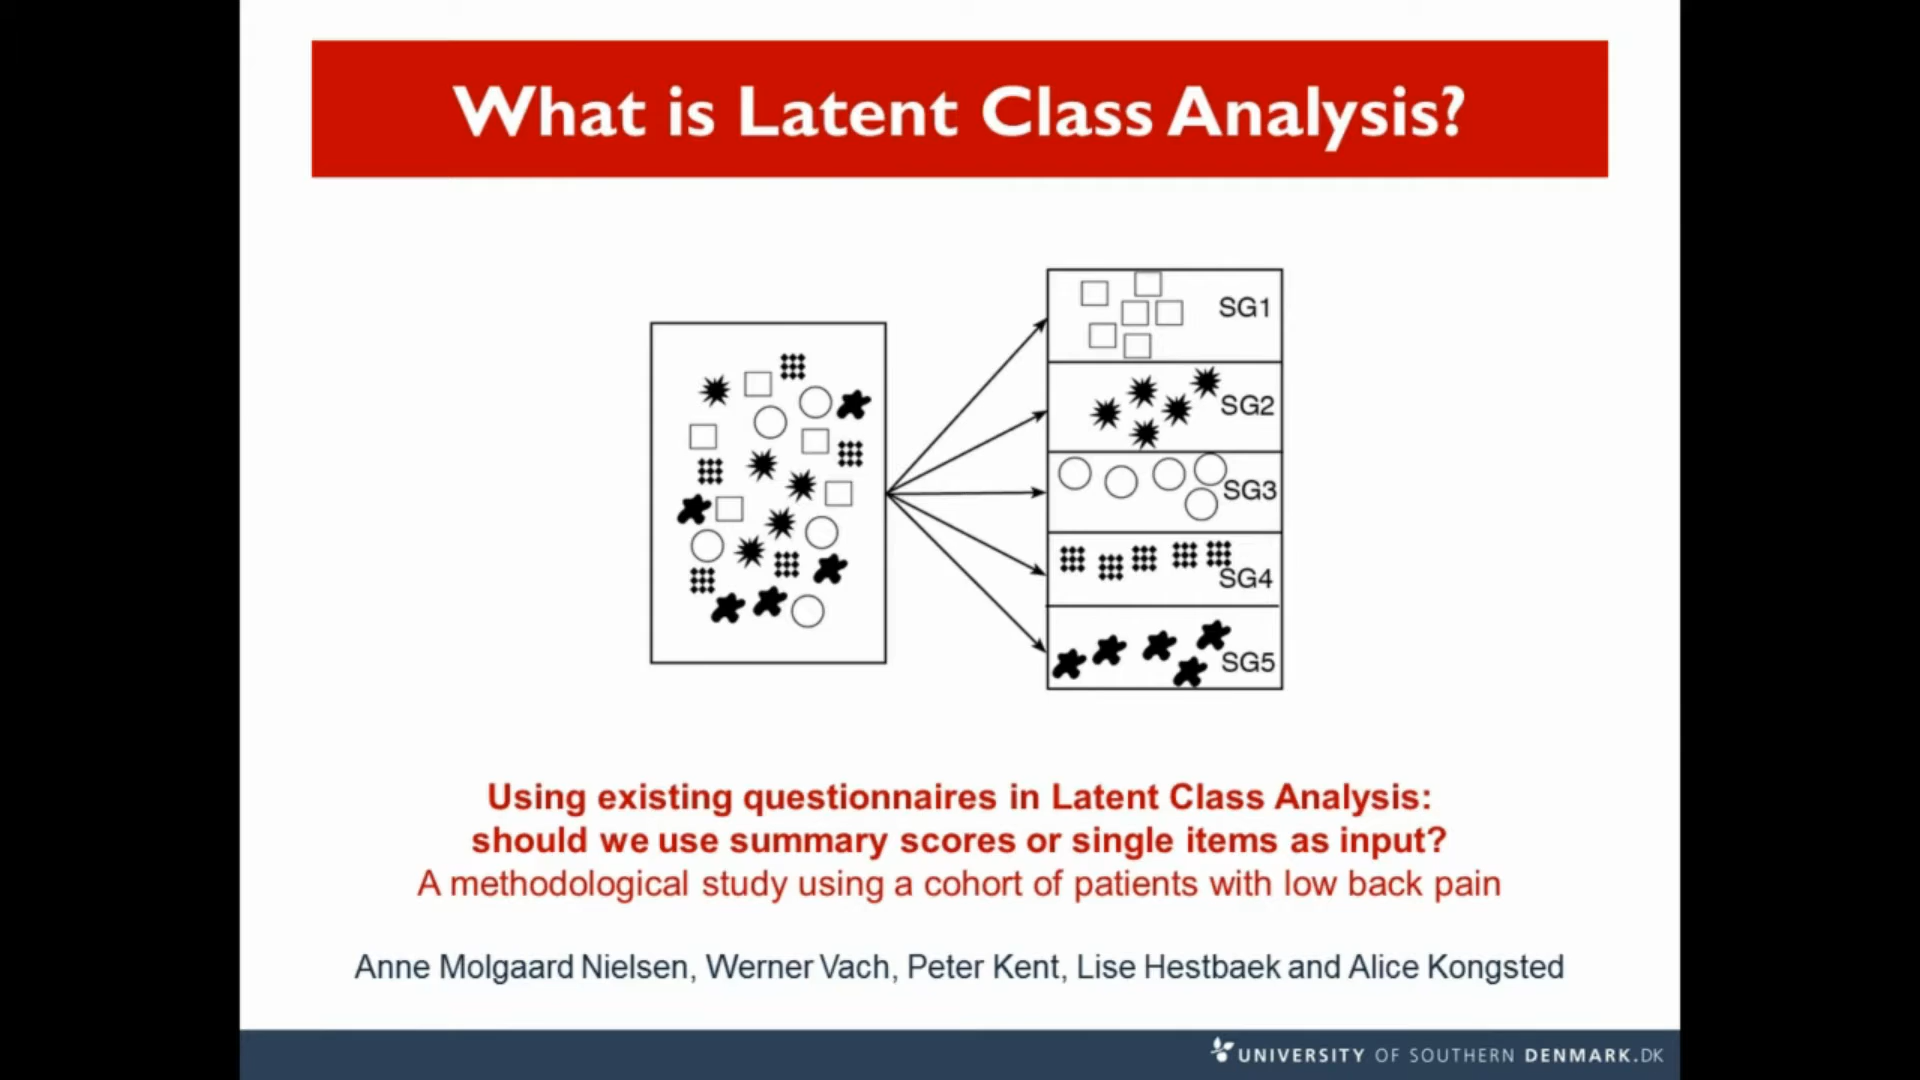 What is Latent Class Analysis?
SG1
SG2
SG3
SG4
SG5
Using existing questionnaires in Latent Class Analysis:
should we use summary scores or single items as input?
A methodological study using a cohort of patients with low back pain
Anne Molgaard Nielsen, Werner Vach, Peter Kent, Lise Hestbaek and Alice Kongsted
UNIVERSITY OF SOUTHERN DENMARK.DK